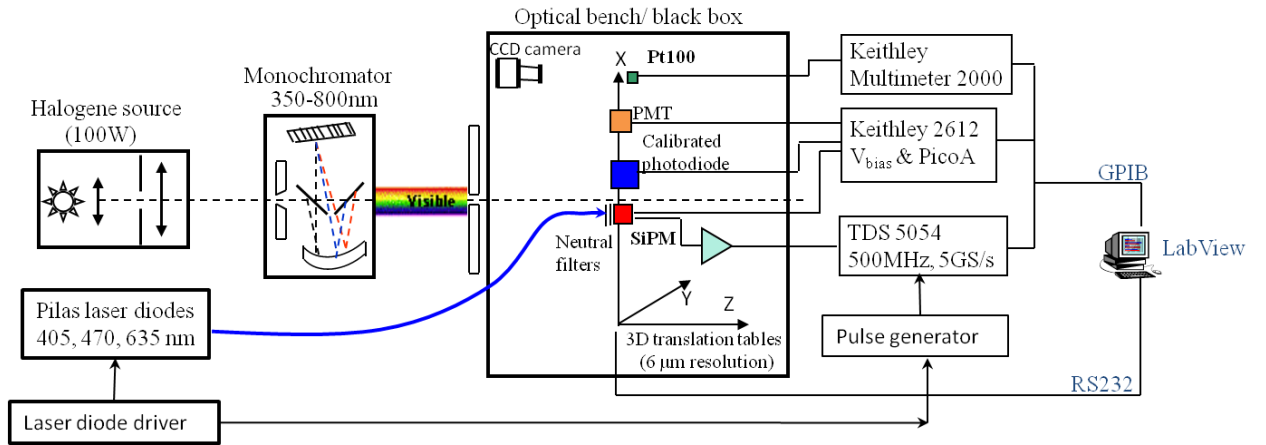 Optical bench/ black box
CCD camera
X
Pt100
Keithley
Multimeter 2000
Monochromator
350-800nm
Halogene source
(100W)
PMT
Calibrated
photodiode
Keithley 2612
Vbias & PicoA
GPIB
Visible
Neutral
filters
SiPM
TDS 5054
500MHz, 5GS/s
LabView
Y
Z
Pilas laser diodes
405, 470, 635 nm
3D translation tables
(6 µm resolution)
Pulse generator
RS232
Laser diode driver